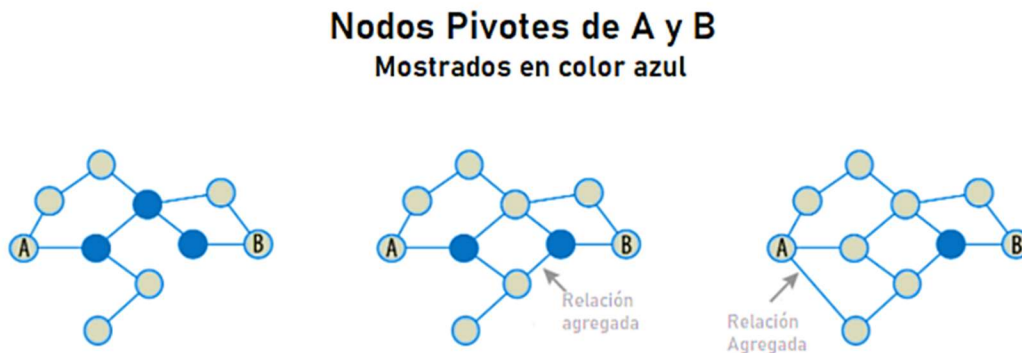 Nodos Pivotes de A y B
Mostrados en color azul
A
B
A
B
A
B
Relación
agregada
Relación
Agregada